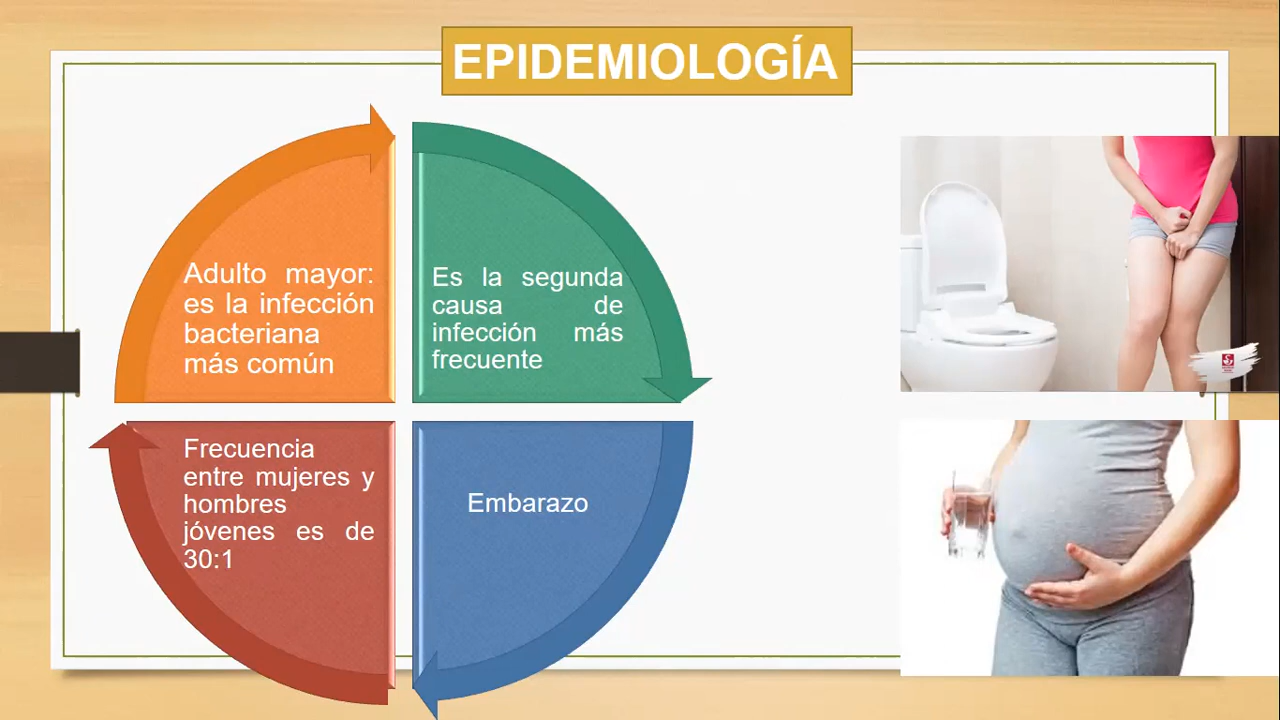 EPIDEMIOLOGÍA
Adulto mayor:
es la infección
bacteriana
más común
Es la segunda
causa de
infección más
frecuente
Frecuencia
entre mujeres y
hombres
jóvenes es de
30:1
Embarazo